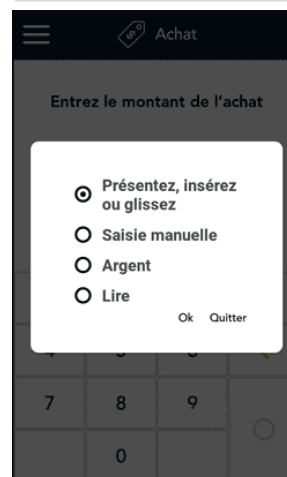 Achat
Entrez le montant de l'achat
Présentez, insérez
ou glissez
Saisie manuelle
Argent
Lire
Ok Quitter
7 8 9
0